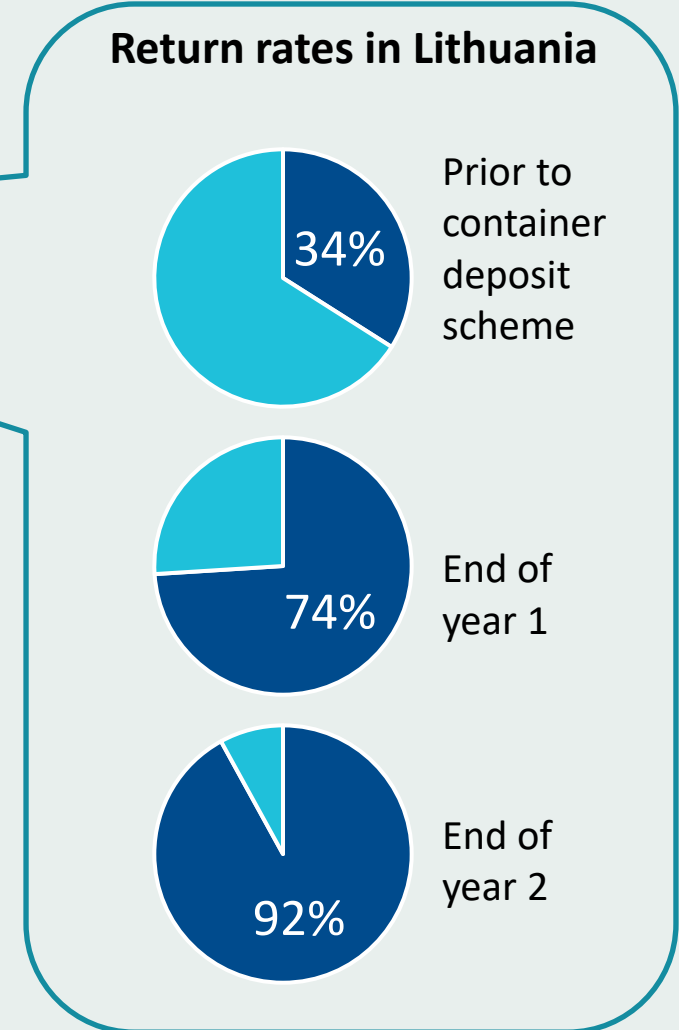 Return rates in Lithuania
34%
Prior to
container
deposit
scheme
74%
End of
year 1
92%
End of
year 2